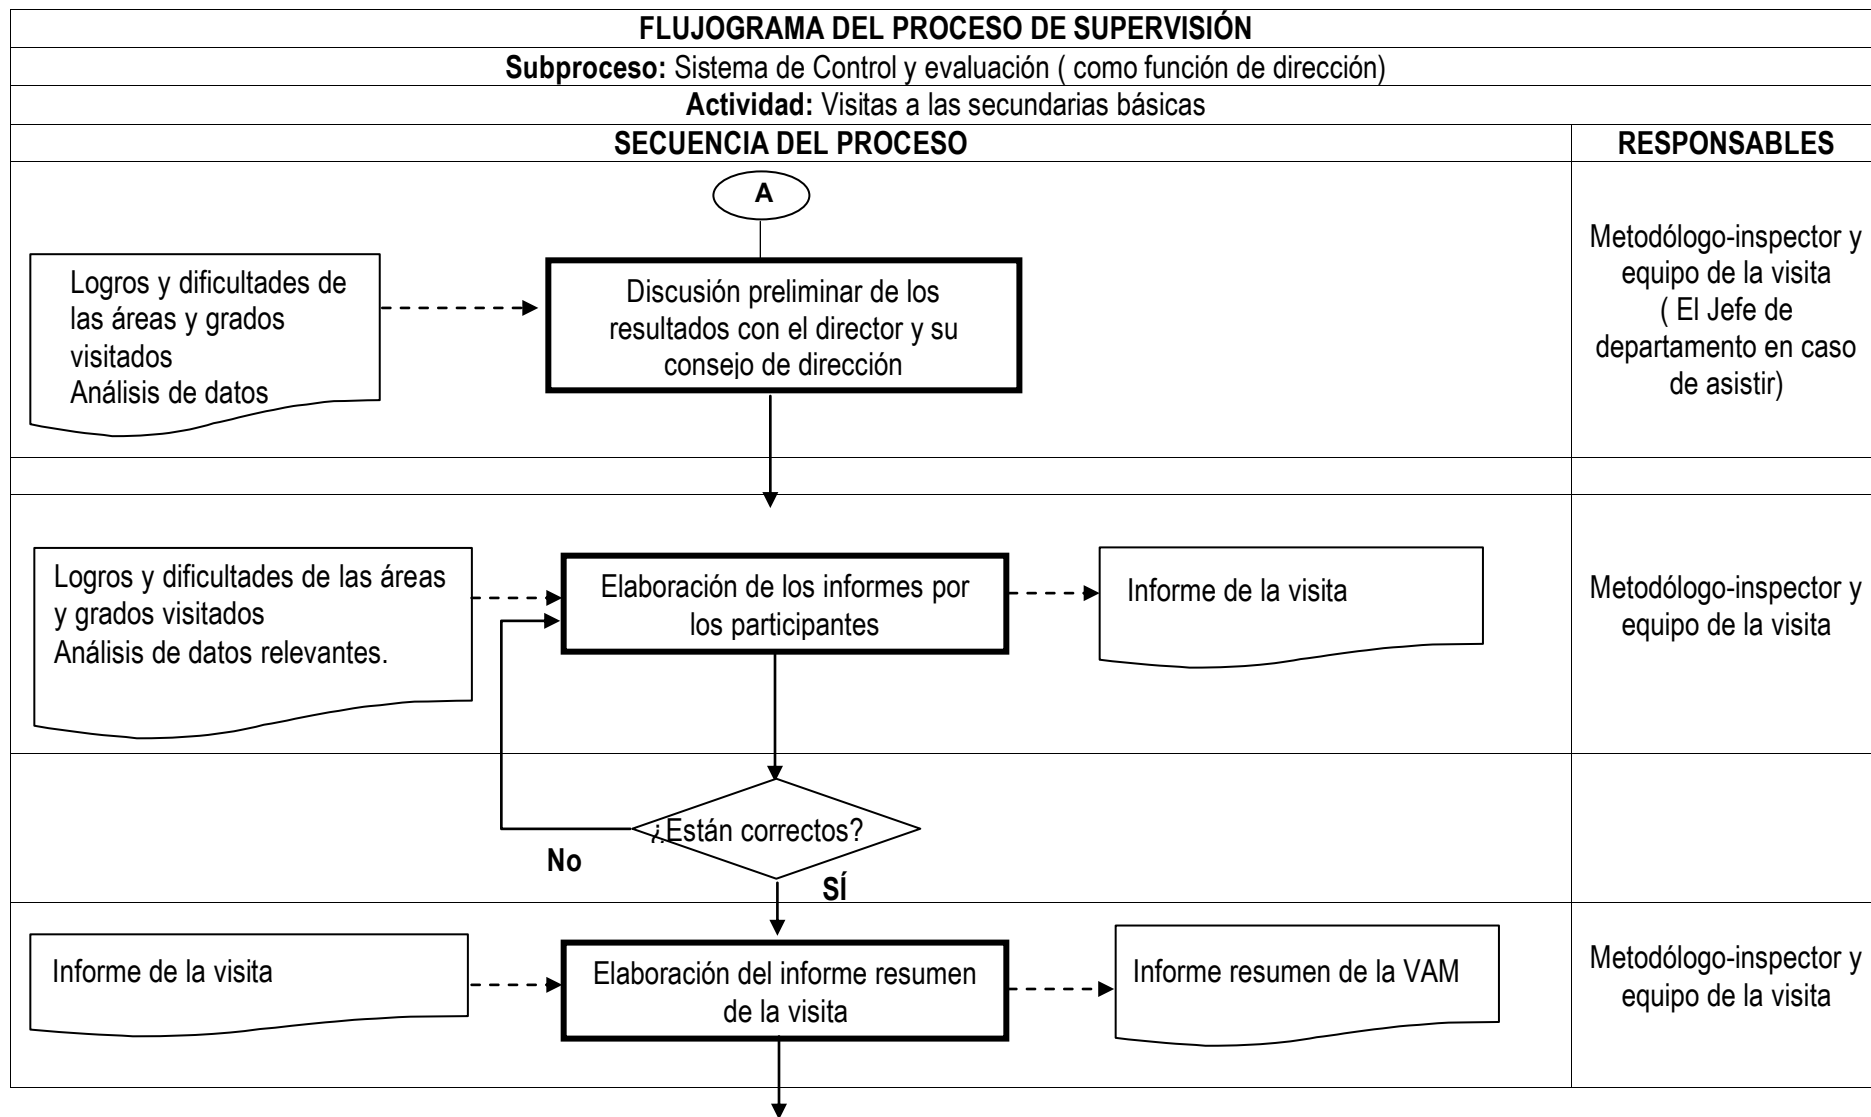 FLUJOGRAMA DEL PROCESO DE SUPERVISIÓN
Subproceso: Sistema de Control y evaluación ( como función de dirección)
Actividad: Visitas a las secundarias básicas
SECUENCIA DEL PROCESO
RESPONSABLES
A
Logros y dificultades de
las áreas y grados
visitados
Análisis de datos
Discusión preliminar de los
resultados con el director y su
consejo de dirección
Metodólogo-inspector y
equipo de la visita
( El Jefe de
departamento en caso
de asistir)
Logros y dificultades de las áreas
y grados visitados
Análisis de datos relevantes.
Elaboración de los informes por
los participantes
Informe de la visita
Metodólogo-inspector y
equipo de la visita
¿Están correctos?
No
SÍ
Informe de la visita
Elaboración del informe resumen
de la visita
Informe resumen de la VAM
Metodólogo-inspector y
equipo de la visita